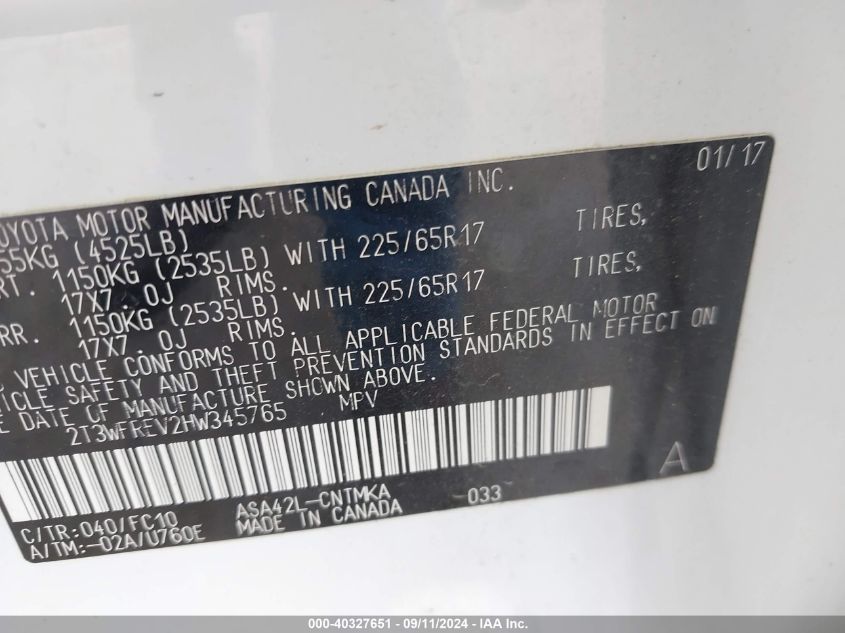 01/17
OYOTA MOTOR MANUFACTURING CANADA INC.
55KG (4525LB)
RT. 1150KG (2535LB) WITH 225/65R17 TIRES,
17X7.0J RIMS.
RR. 1150KG (2535LB) WITH 225/65R17 TIRES,
17X7.0J RIMS.
VEHICLE CONFORMS TO ALL APPLICABLE FEDERAL MOTOR
ICLE SAFETY AND THEFT PREVENTION STANDARDS IN EFFECT ON
E DATE OF MANUFACTURE SHOWN ABOVE.
2T3WFREV2HW345765 MPV
A
C/TR:040/FC10 ASA42L-CNTMKA 033
A/TM:-02A/U760E MADE IN CANADA
000-40327651 - 09/11/2024 - IAA Inc.